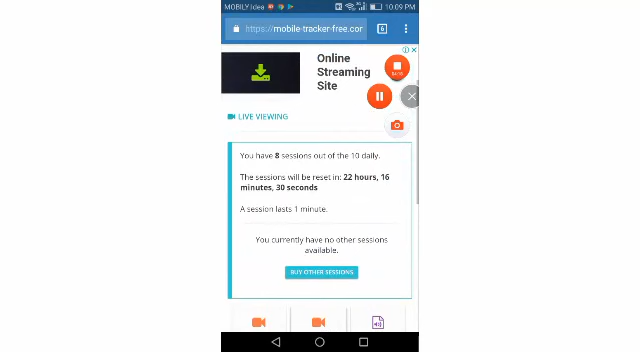 MOBILY Idea 10.09 PM
https://mobile-tracker-free.cor 6
Online
Streaming
Site
LIVE VIEWING
You have 8 sessions out of the 10 daily.
The sessions will be reset in: 22 hours, 16
minutes, 30 seconds
A session lasts 1 minute.
You currently have no other sessions
available.
BUY OTHER SESSIONS